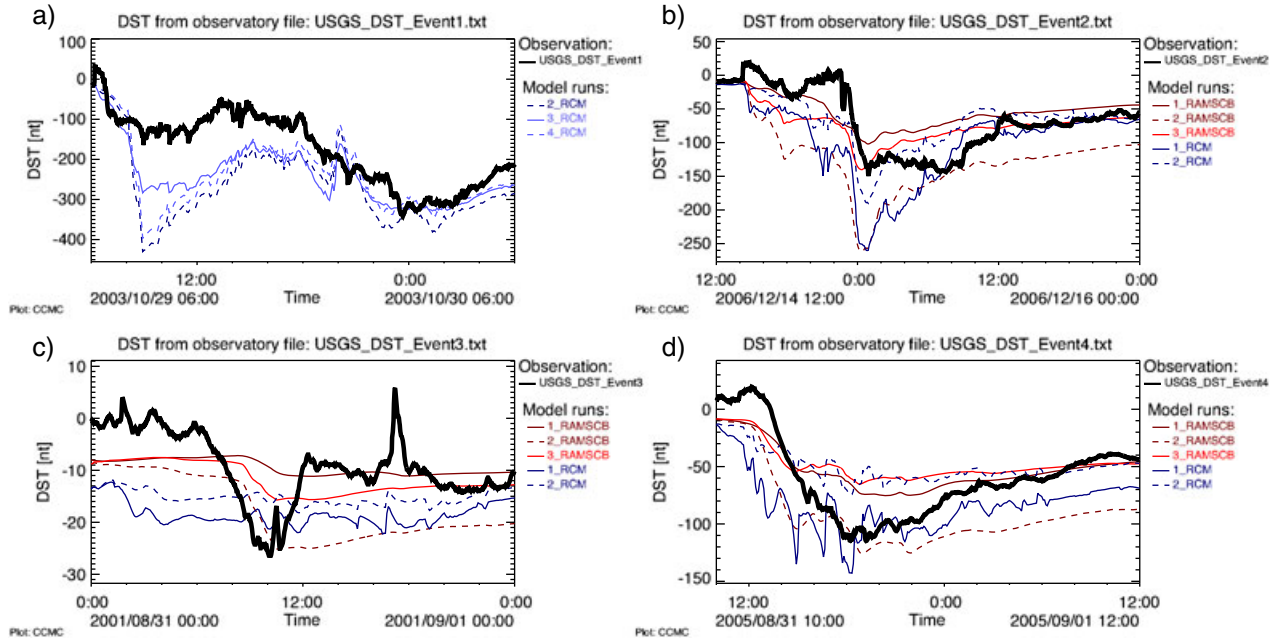 a)
DST from observatory file: USGS_DST_Event1.txt
100
0
-100
-200
-300
-400
DST [nt]
12:00
0:00
2003/10/29 06:00
Time
2003/10/30 06:00
Plot: CCMC
Observation:
USGS_DST_Event1
Model runs:
2_RCM
3_RCM
4_RCM
b)
DST from observatory file: USGS_DST_Event2.txt
50
0
-50
-100
-150
-200
-250
DST [nt]
12:00
0:00
12:00
0:00
2006/12/14 12:00
Time
2006/12/16 00:00
Plot: CCMC
Observation:
USGS_DST_Event2
Model runs:
1_RAMSCB
2_RAMSCB
3_RAMSCB
1_RCM
2_RCM
c)
DST from observatory file: USGS_DST_Event3.txt
10
0
-10
-20
-30
DST [nt]
0:00
12:00
0:00
2001/08/31 00:00
Time
2001/09/01 00:00
Plot: CCMC
Observation:
USGS_DST_Event3
Model runs:
1_RAMSCB
2_RAMSCB
3_RAMSCB
1_RCM
2_RCM
d)
DST from observatory file: USGS_DST_Event4.txt
0
-50
-100
-150
DST [nt]
12:00
0:00
12:00
2005/08/31 10:00
Time
2005/09/01 12:00
Plot: CCMC
Observation:
USGS_DST_Event4
Model runs:
1_RAMSCB
2_RAMSCB
3_RAMSCB
1_RCM
2_RCM